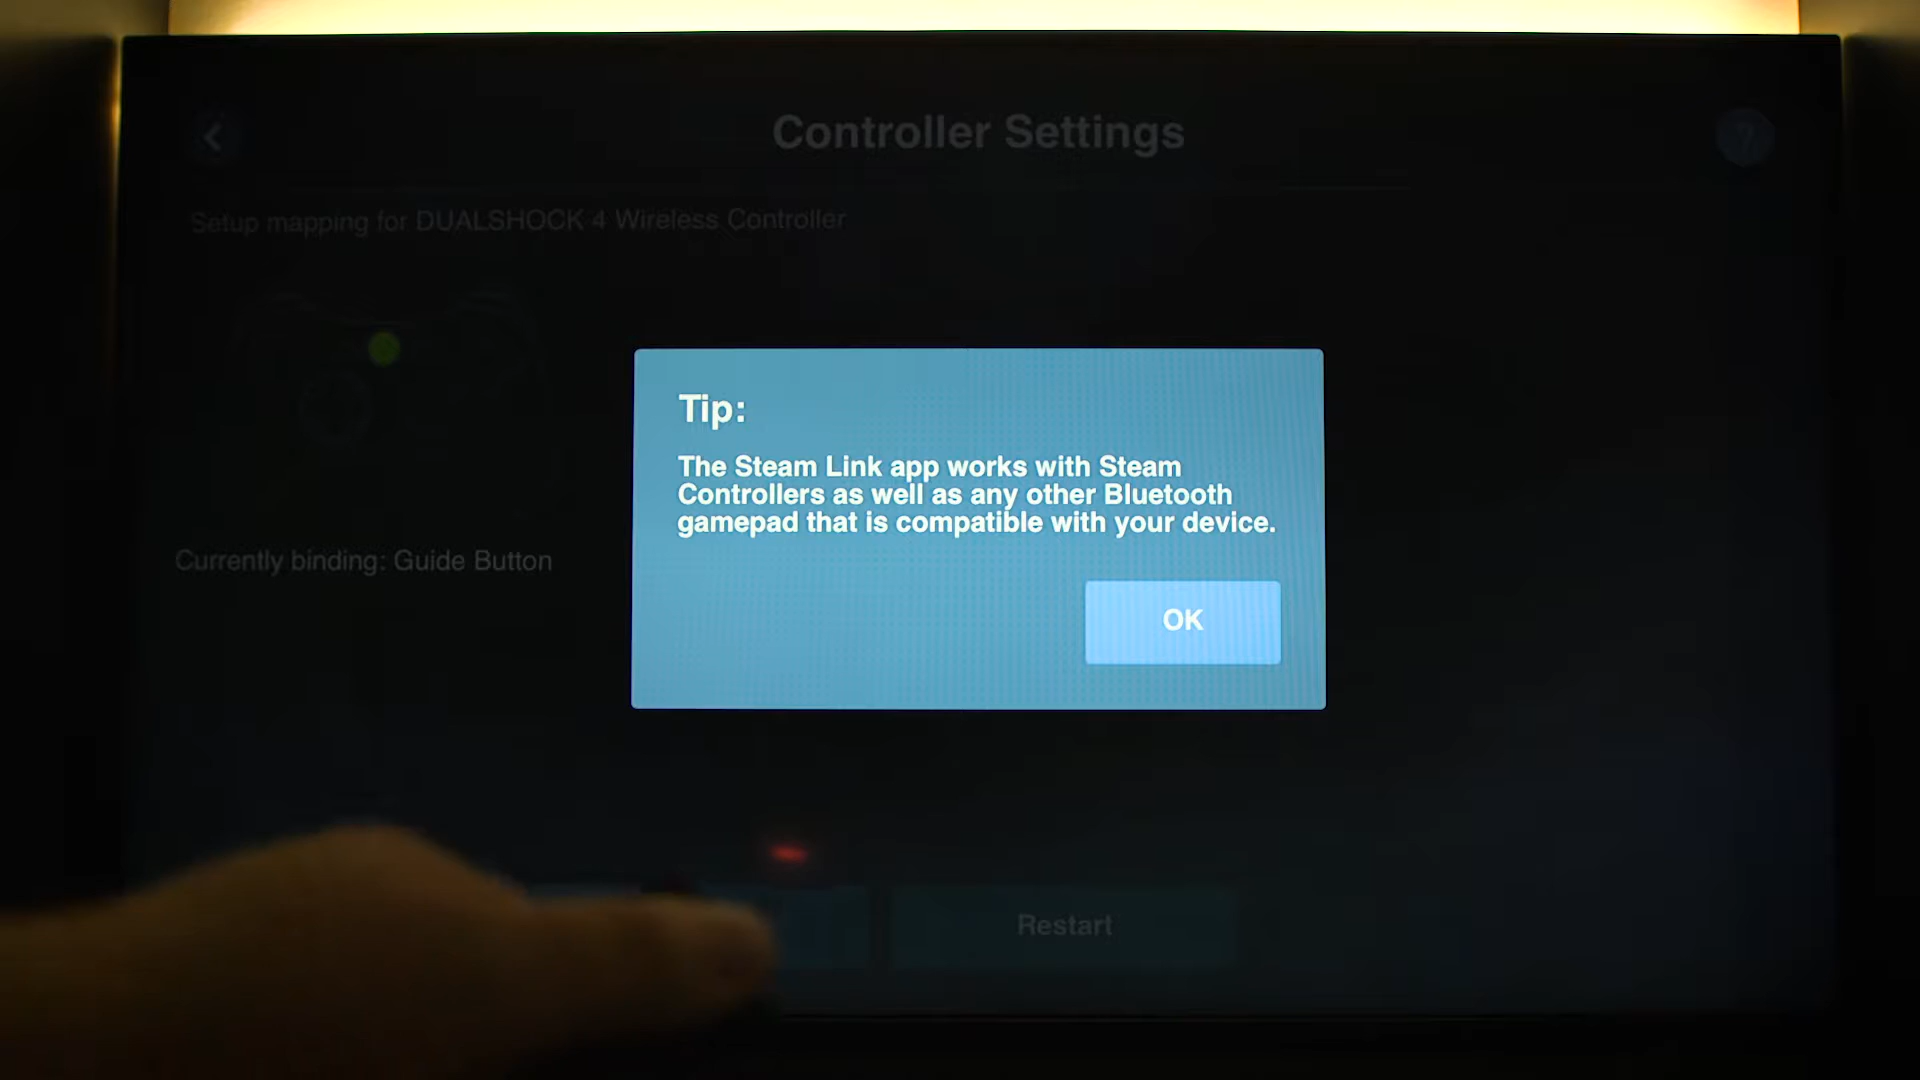 Controller Settings
?
Setup mapping for DUALSHOCK 4 Wireless Controller
Tip:
The Steam Link app works with Steam
Controllers as well as any other Bluetooth
gamepad that is compatible with your device.
OK
Currently binding: Guide Button
Restart